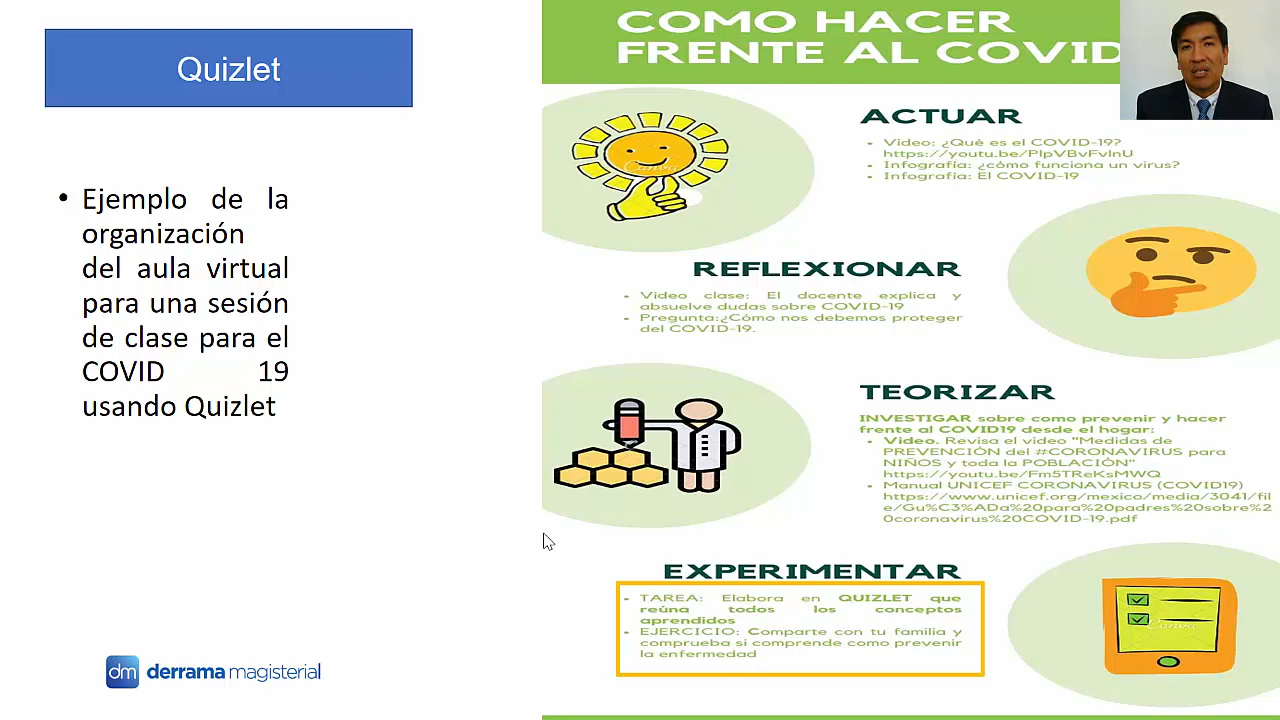 Quizlet
• Ejemplo de la
organización
del aula virtual
para una sesión
de clase para el
COVID 19
usando Quizlet
dm derrama magisterial
COMO HACER
FRENTE AL COVID
ACTUAR
• Video: ¿Qué es el COVID-19?
https://youtu.be/PlpVBvFvlnU
• Infografía: ¿cómo funciona un virus?
• Infografía: El COVID-19
REFLEXIONAR
• Video clase: El docente explica y
absuelve dudas sobre COVID-19
• Pregunta:¿Cómo nos debemos proteger
del COVID-19.
TEORIZAR
INVESTIGAR sobre como prevenir y hacer
frente al COVID19 desde el hogar:
• Video. Revisa el video "Medidas de
PREVENCIÓN del #CORONAVIRUS para
NIÑOS y toda la POBLACIÓN"
https://youtu.be/Fm5TReKsMWQ
• Manual UNICEF CORONAVIRUS (COVID19)
https://www.unicef.org/mexico/media/3041/fil
e/Gu%C3%ADa%20para%20padres%20sobre%2
0coronavirus%20COVID-19.pdf
EXPERIMENTAR
• TAREA: Elabora en QUIZLET que
reúna todos los conceptos
aprendidos
• EJERCICIO: Comparte con tu familia y
comprueba si comprende como prevenir
la enfermedad
Canva
Canva